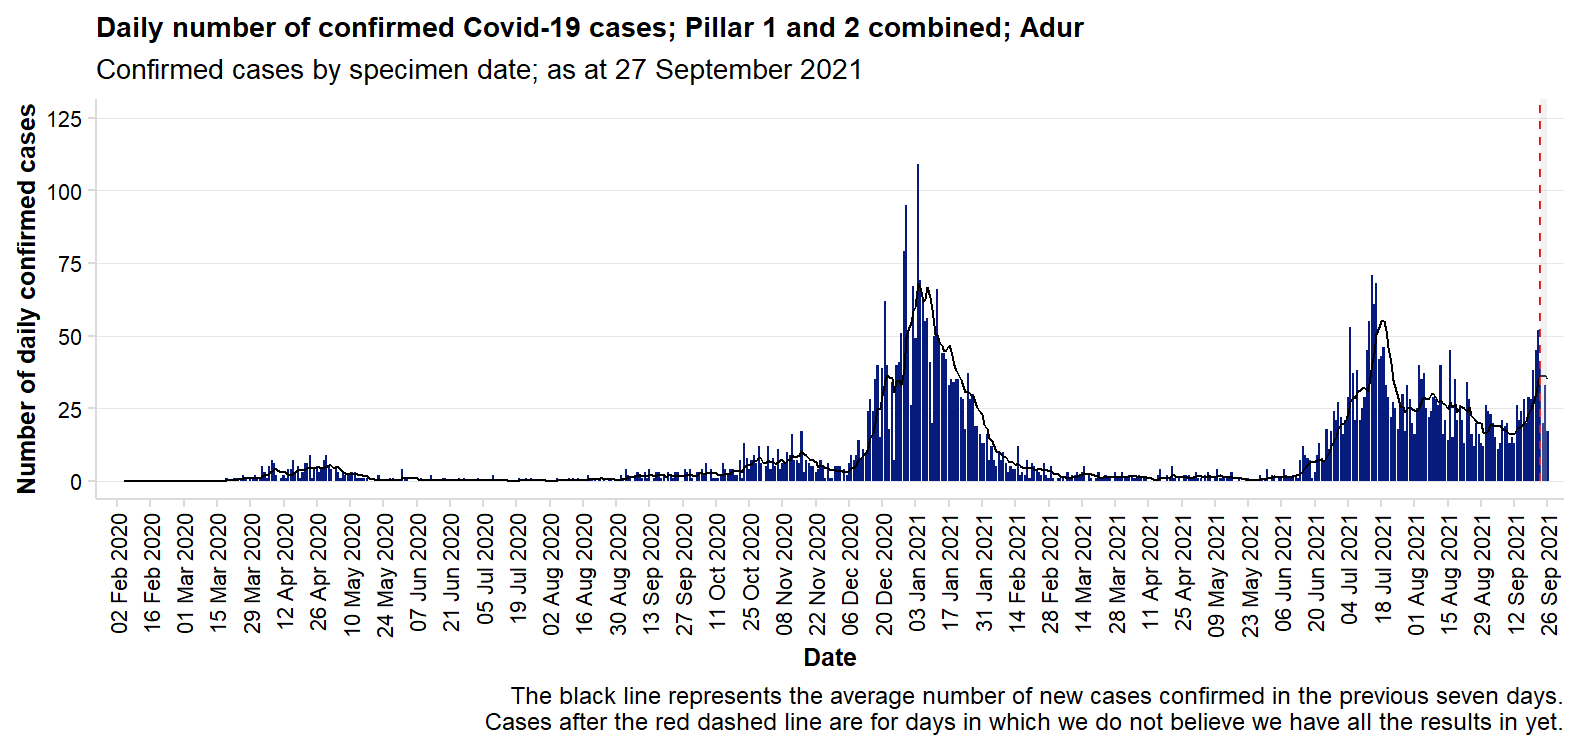 Daily number of confirmed Covid-19 cases; Pillar 1 and 2 combined; Adur
Confirmed cases by specimen date; as at 27 September 2021
Number of daily confirmed cases
125
100
75
50
25
0
02 Feb 2020
16 Feb 2020
01 Mar 2020
15 Mar 2020
29 Mar 2020
12 Apr 2020
26 Apr 2020
10 May 2020
24 May 2020
07 Jun 2020
21 Jun 2020
05 Jul 2020
19 Jul 2020
02 Aug 2020
16 Aug 2020
30 Aug 2020
13 Sep 2020
27 Sep 2020
11 Oct 2020
25 Oct 2020
08 Nov 2020
22 Nov 2020
06 Dec 2020
20 Dec 2020
03 Jan 2021
17 Jan 2021
31 Jan 2021
14 Feb 2021
28 Feb 2021
14 Mar 2021
28 Mar 2021
11 Apr 2021
25 Apr 2021
09 May 2021
23 May 2021
06 Jun 2021
20 Jun 2021
04 Jul 2021
18 Jul 2021
01 Aug 2021
15 Aug 2021
29 Aug 2021
12 Sep 2021
26 Sep 2021
Date
The black line represents the average number of new cases confirmed in the previous seven days.
Cases after the red dashed line are for days in which we do not believe we have all the results in yet.